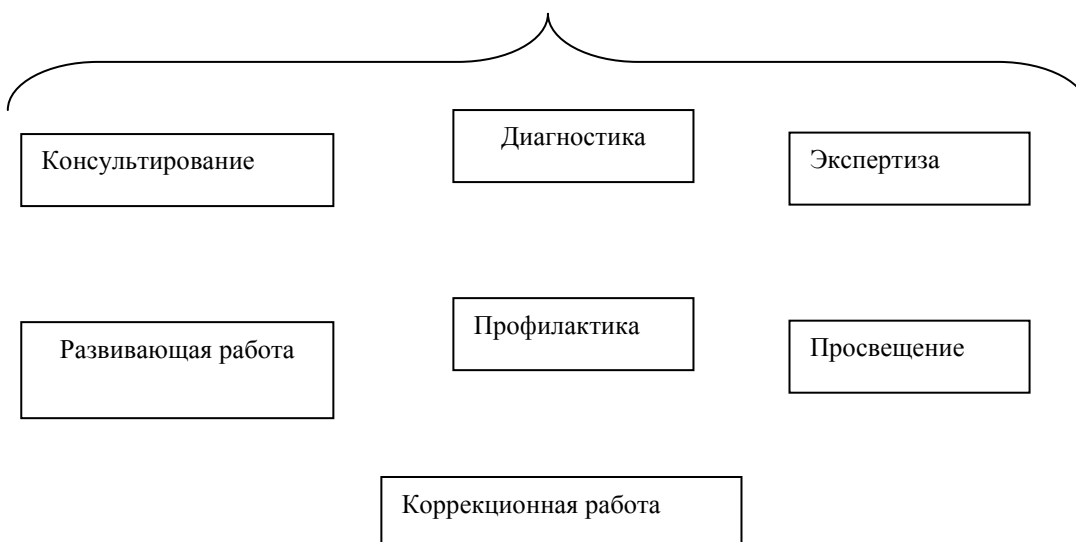 Консультирование
Диагностика
Экспертиза
Развивающая работа
Профилактика
Просвещение
Коррекционная работа